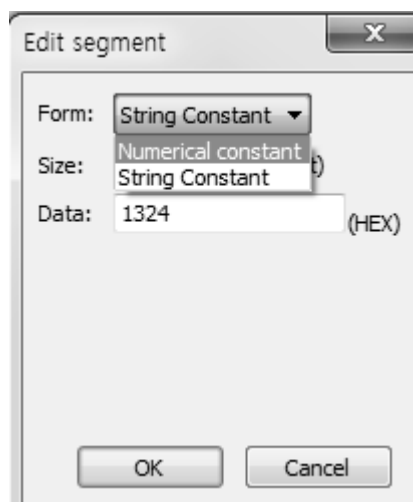 Edit segment
x
Form: String Constant
Numerical constant
Size: t)
String Constant
Data: 1324 (HEX)
OK Cancel